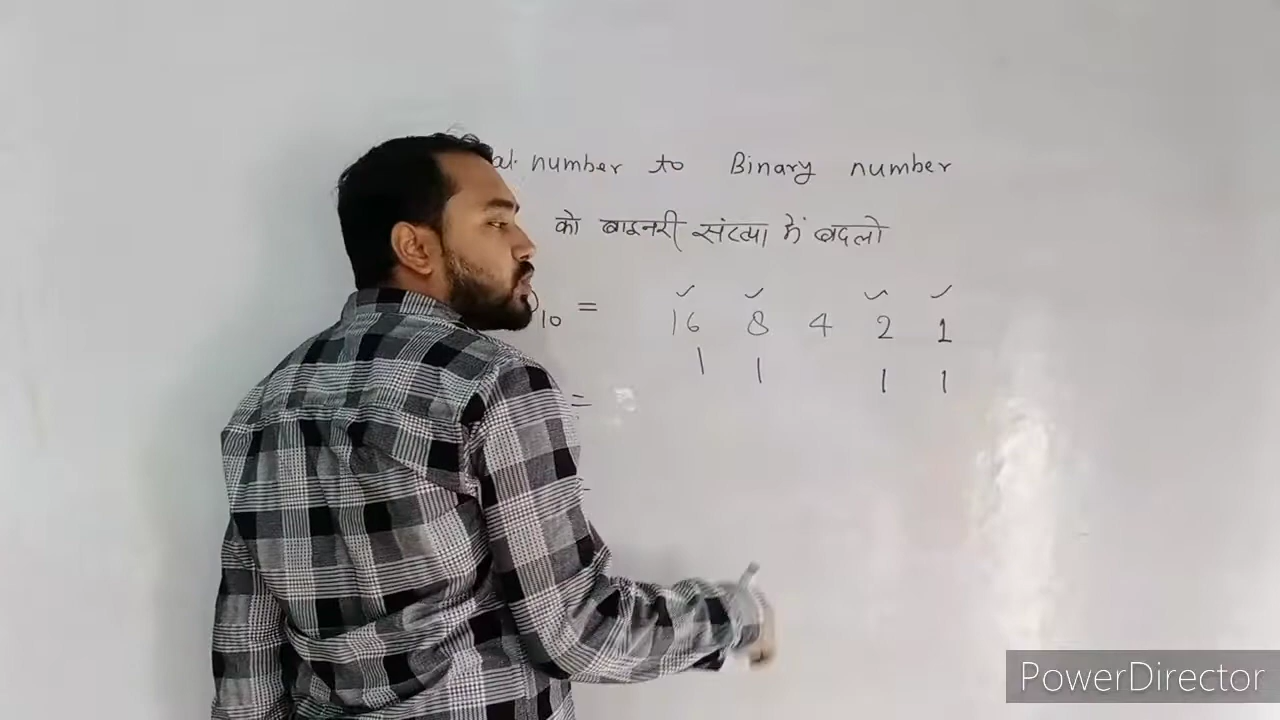 number to Binary number
को बाइनरी संख्या में बदलो
)10 = 16 8 4 2 1
1 1 1 1
=
PowerDirector